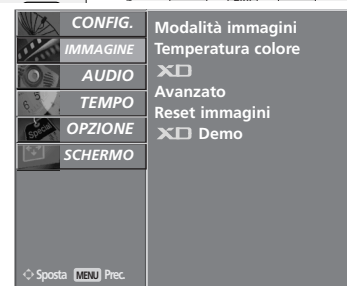 CONFIG.
IMMAGINE
AUDIO
TEMPO
OPZIONE
SCHERMO
Modalità immagini
Temperatura colore
XD
Avanzato
Reset immagini
XD Demo
Sposta MENU Prec.